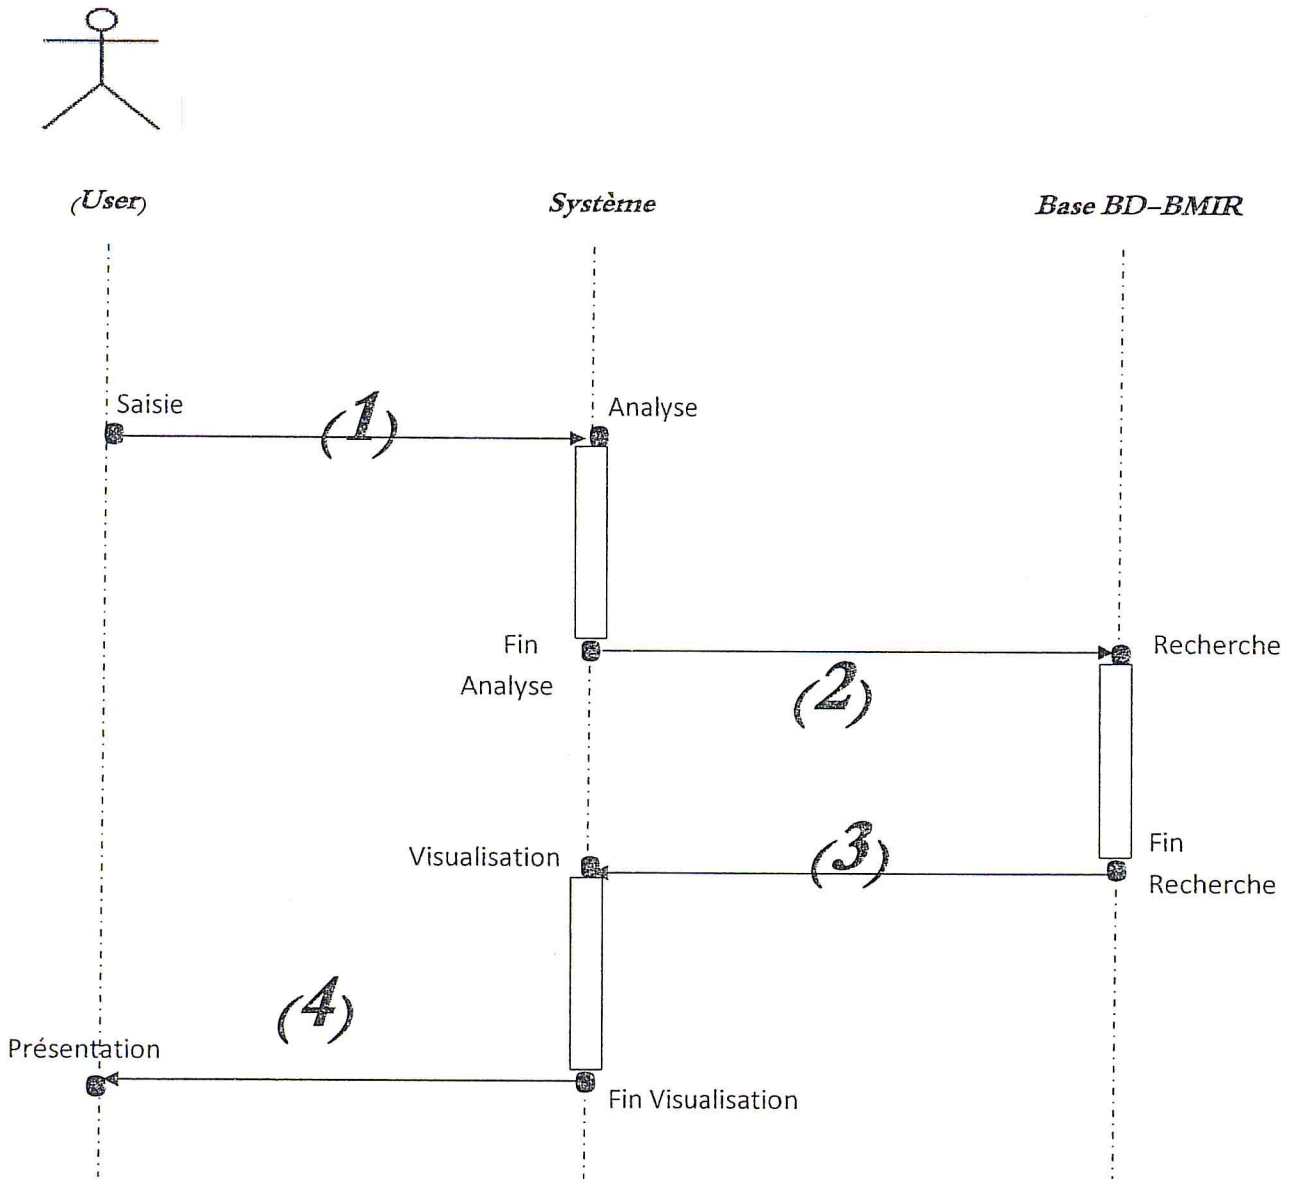 (User)
Système
Base BD-BMIR
Saisie
(1)
Analyse
Fin
Analyse
(2)
Recherche
Visualisation
(3)
Fin
Recherche
(4)
Présentation
Fin Visualisation